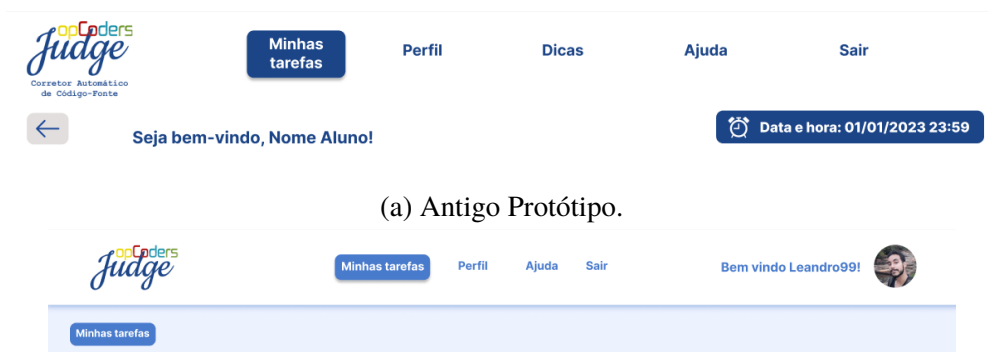 opCoders
Judge
Corretor Automático
de Código-Fonte
Minhas
tarefas
Perfil
Dicas
Ajuda
Sair
Seja bem-vindo, Nome Aluno!
Data e hora: 01/01/2023 23:59
(a) Antigo Protótipo.
opCoders
Judge
Minhas tarefas
Perfil
Ajuda
Sair
Bem vindo Leandro99!
Minhas tarefas